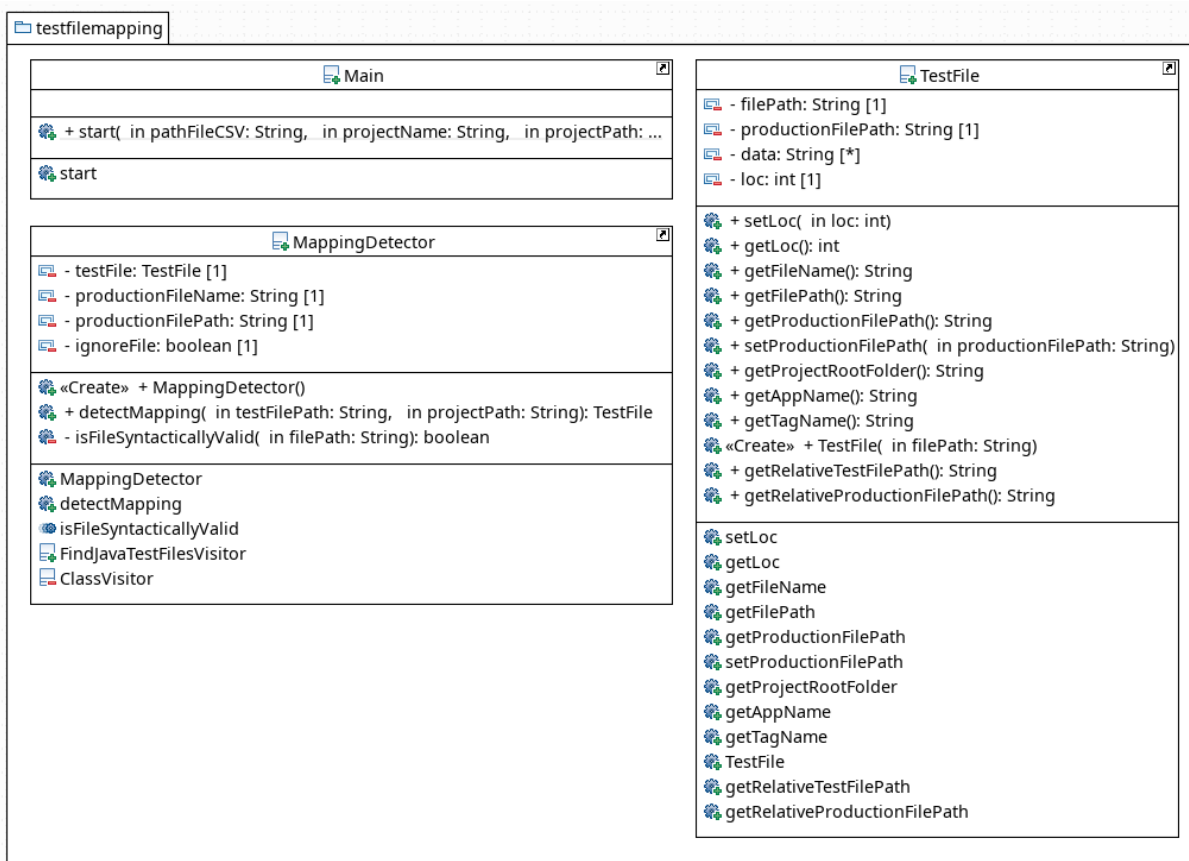 testfilemapping
Main
+ start(  in pathFileCSV: String,   in projectName: String,   in projectPath: ...
start
MappingDetector
- testFile: TestFile [1]
- productionFileName: String [1]
- productionFilePath: String [1]
- ignoreFile: boolean [1]
«Create»  + MappingDetector()
+ detectMapping(  in testFilePath: String,   in projectPath: String): TestFile
- isFileSyntacticallyValid(  in filePath: String): boolean
MappingDetector
detectMapping
isFileSyntacticallyValid
FindJavaTestFilesVisitor
ClassVisitor
TestFile
- filePath: String [1]
- productionFilePath: String [1]
- data: String [*]
- loc: int [1]
+ setLoc(  in loc: int)
+ getLoc(): int
+ getFileName(): String
+ getFilePath(): String
+ getProductionFilePath(): String
+ setProductionFilePath(  in productionFilePath: String)
+ getProjectRootFolder(): String
+ getAppName(): String
+ getTagName(): String
«Create»  + TestFile(  in filePath: String)
+ getRelativeTestFilePath(): String
+ getRelativeProductionFilePath(): String
setLoc
getLoc
getFileName
getFilePath
getProductionFilePath
setProductionFilePath
getProjectRootFolder
getAppName
getTagName
TestFile
getRelativeTestFilePath
getRelativeProductionFilePath